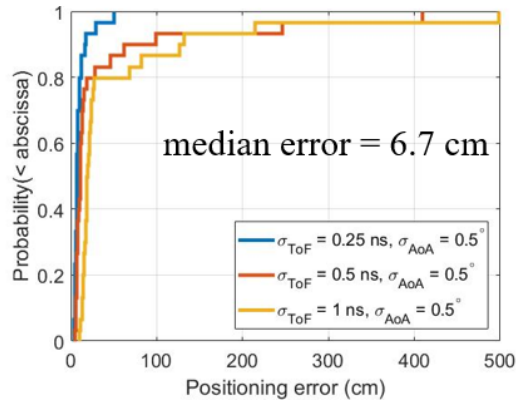 1
0.8
0.6
0.4
0.2
0
Probability(< abscissa)
median error = 6.7 cm
σToF = 0.25 ns, σAoA = 0.5°
σToF = 0.5 ns, σAoA = 0.5°
σToF = 1 ns, σAoA = 0.5°
0 100 200 300 400 500
Positioning error (cm)